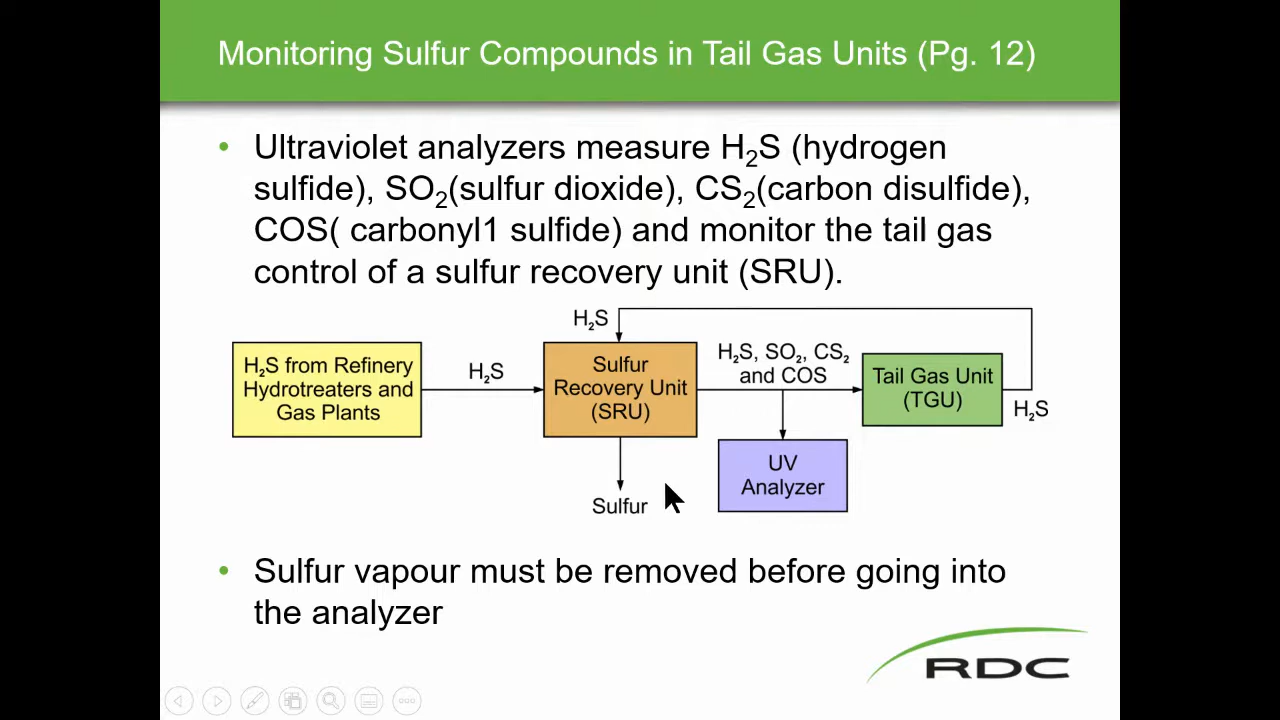 Monitoring Sulfur Compounds in Tail Gas Units (Pg. 12)
• Ultraviolet analyzers measure H₂S (hydrogen
sulfide), SO₂(sulfur dioxide), CS₂(carbon disulfide),
COS( carbonyl1 sulfide) and monitor the tail gas
control of a sulfur recovery unit (SRU).
H₂S
H₂S from Refinery
Hydrotreaters and
Gas Plants
H₂S
Sulfur
Recovery Unit
(SRU)
H₂S, SO₂, CS₂
and COS
Tail Gas Unit
(TGU)
H₂S
UV
Analyzer
Sulfur
• Sulfur vapour must be removed before going into
the analyzer
RDC